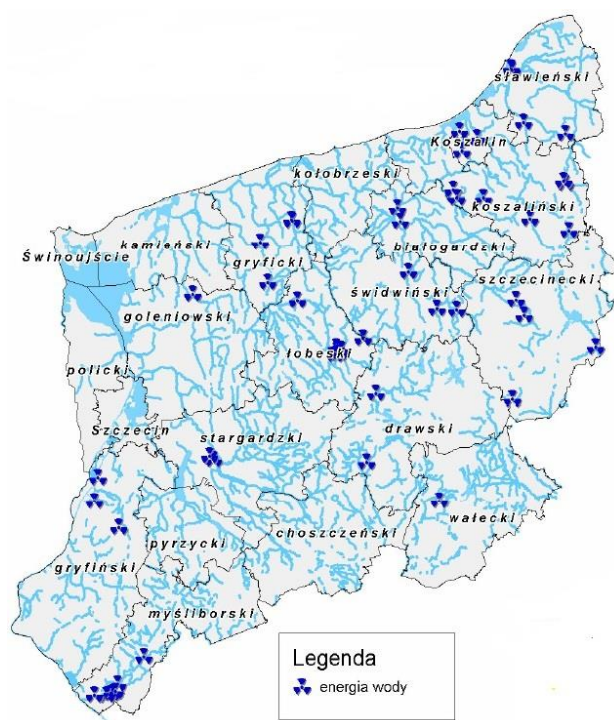 sławieński
Koszalin
kołobrzeski
koszaliński
kamieński
białogardzki
Świnoujście
gryficki
szczecinecki
świdwiński
goleniowski
łobeski
policki
Szczecin
stargardzki
drawski
wałecki
choszczeński
pyrzycki
gryfiński
myśliborski
Legenda
energia wody